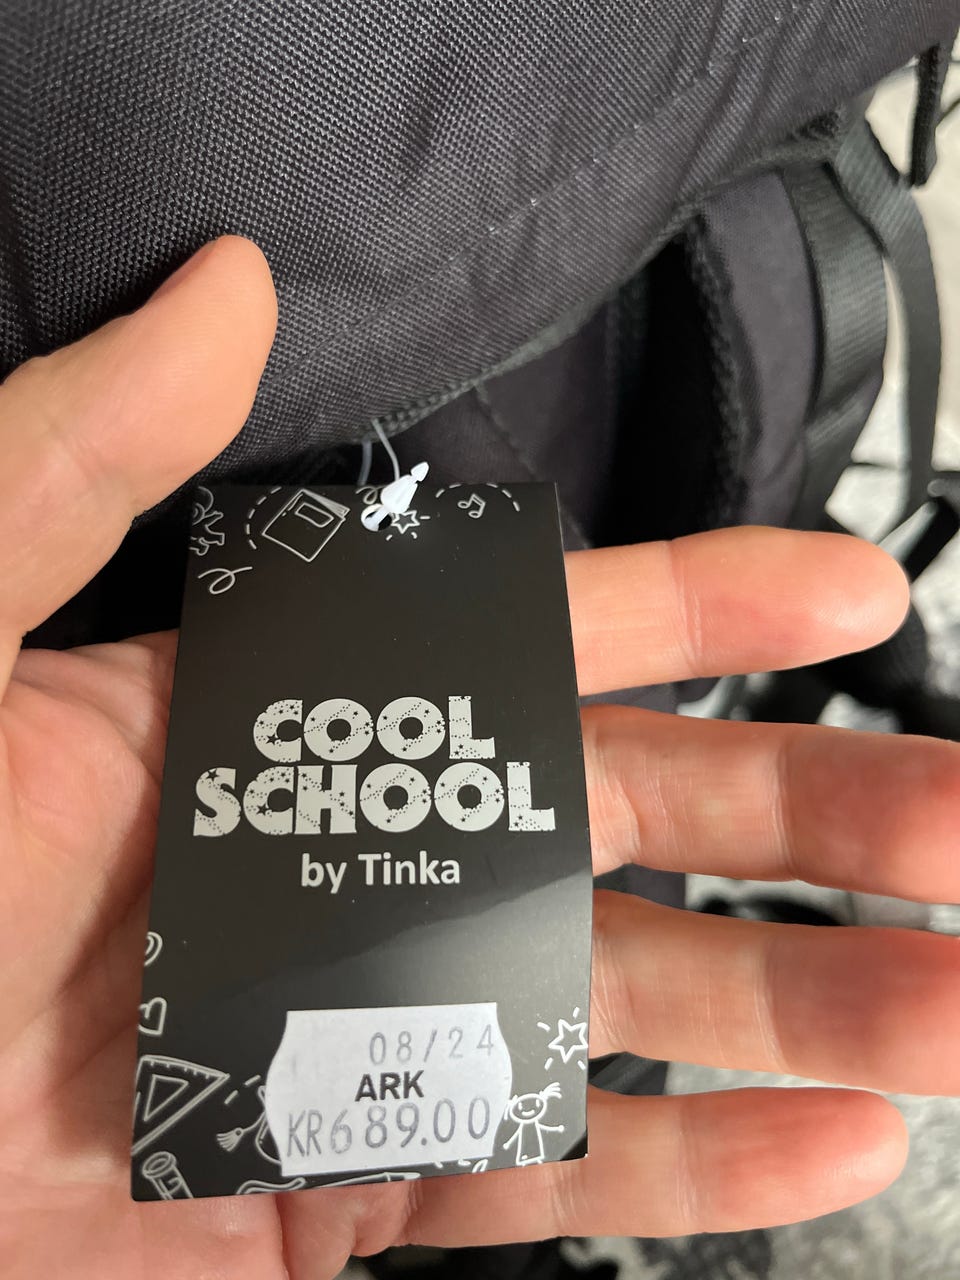 COOL
SCHOOL
by Tinka
08/24
ARK
KR689.00